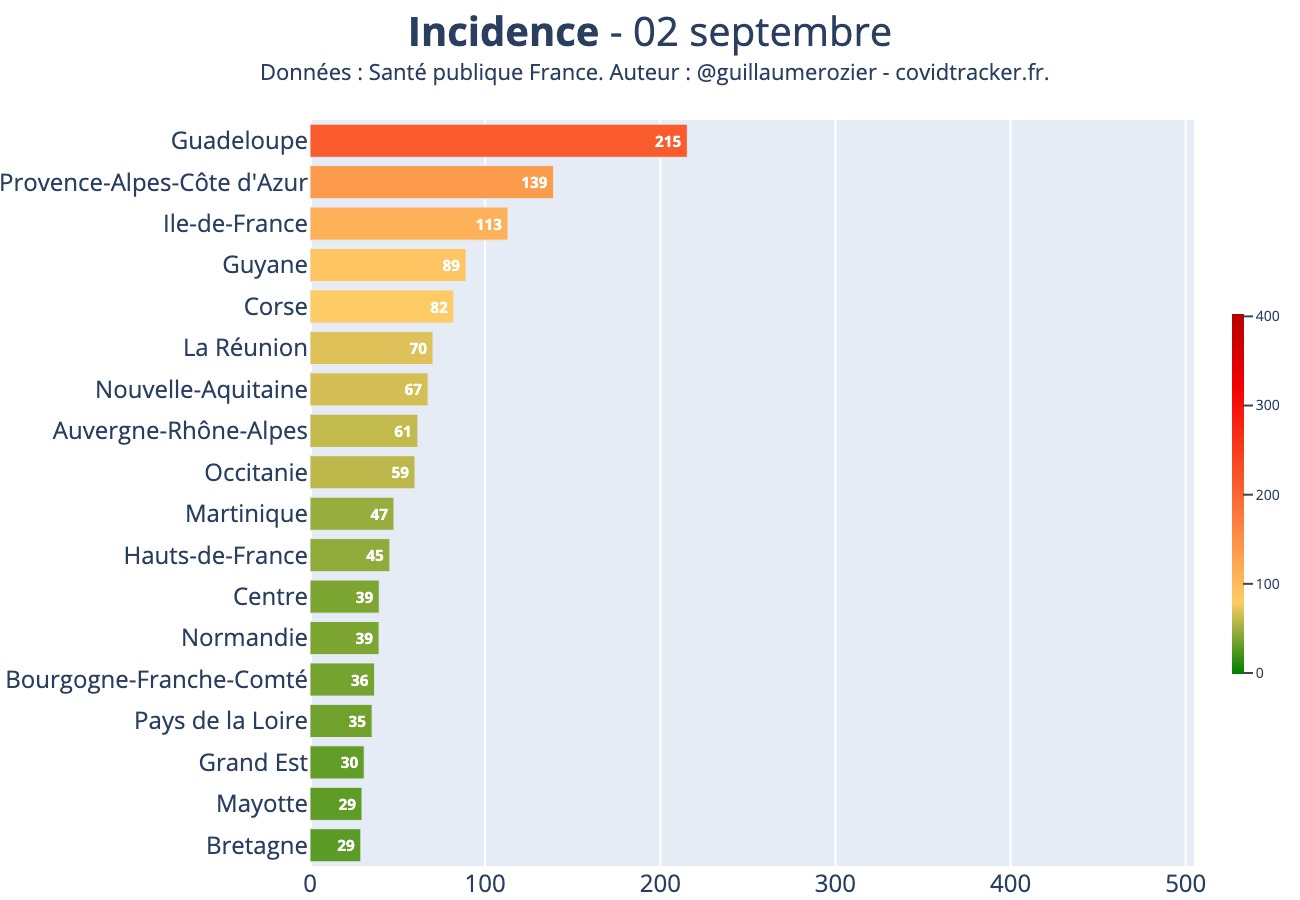 Incidence - 02 septembre
Données : Santé publique France. Auteur : @guillaumerozier - covidtracker.fr.
Guadeloupe 215
Provence-Alpes-Côte d'Azur 139
Ile-de-France 113
Guyane 89
Corse 82
La Réunion 70
Nouvelle-Aquitaine 67
Auvergne-Rhône-Alpes 61
Occitanie 59
Martinique 47
Hauts-de-France 45
Centre 39
Normandie 39
Bourgogne-Franche-Comté 36
Pays de la Loire 35
Grand Est 30
Mayotte 29
Bretagne 29
0 100 200 300 400 500
400
300
200
100
0